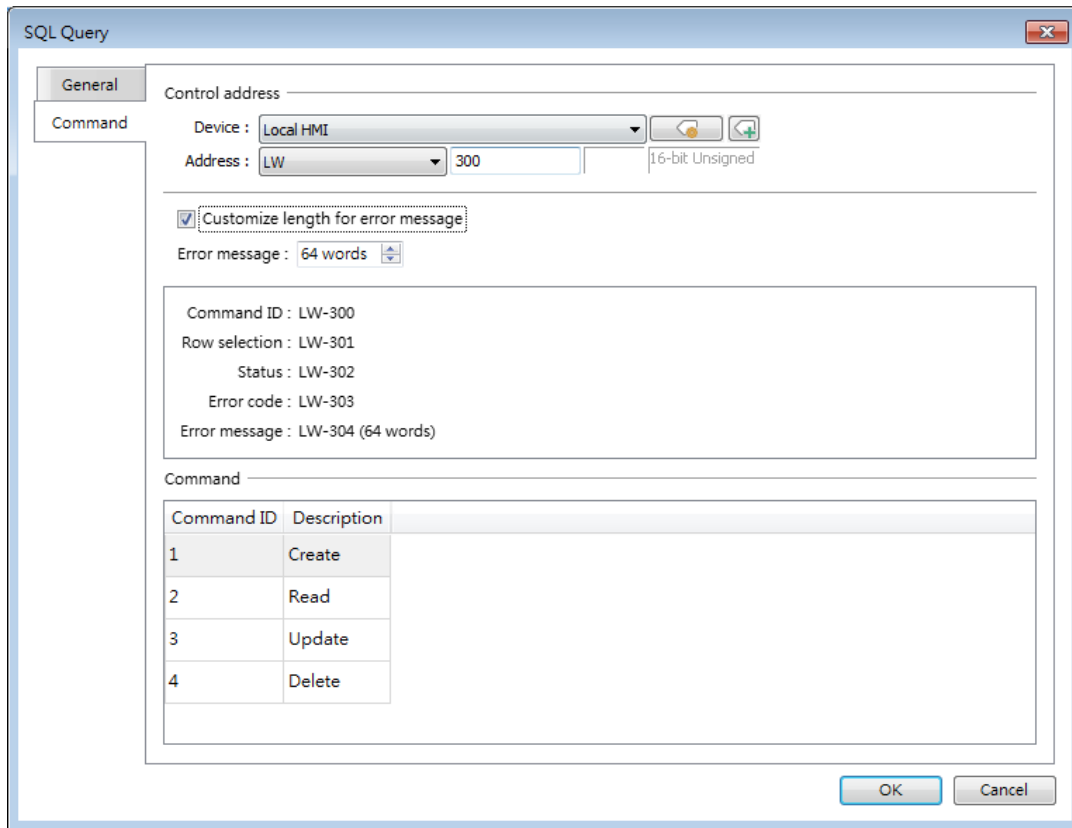 SQL Query
General
Command
Control address
Device : Local HMI
Address : LW 300 16-bit Unsigned
Customize length for error message
Error message : 64 words
Command ID : LW-300
Row selection : LW-301
Status : LW-302
Error code : LW-303
Error message : LW-304 (64 words)
Command
Command ID Description
1 Create
2 Read
3 Update
4 Delete
OK Cancel